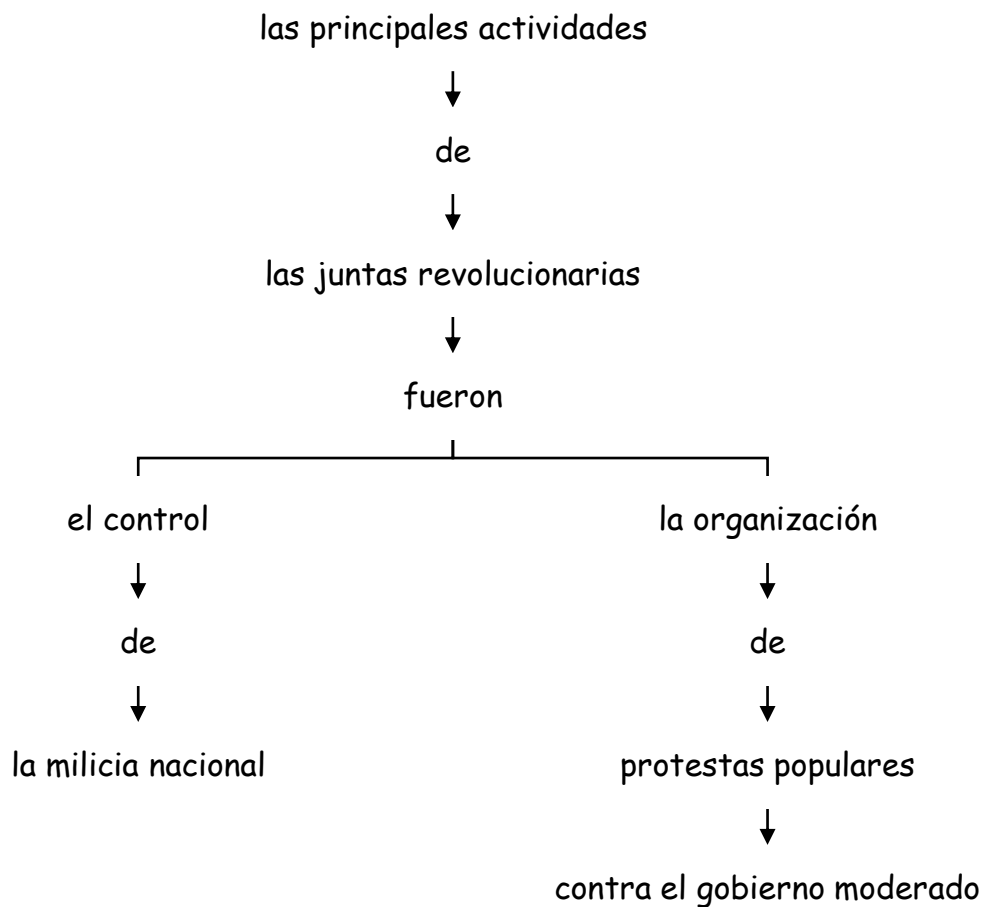 las principales actividades
de
las juntas revolucionarias
fueron
el control
de
la milicia nacional
la organización
de
protestas populares
contra el gobierno moderado